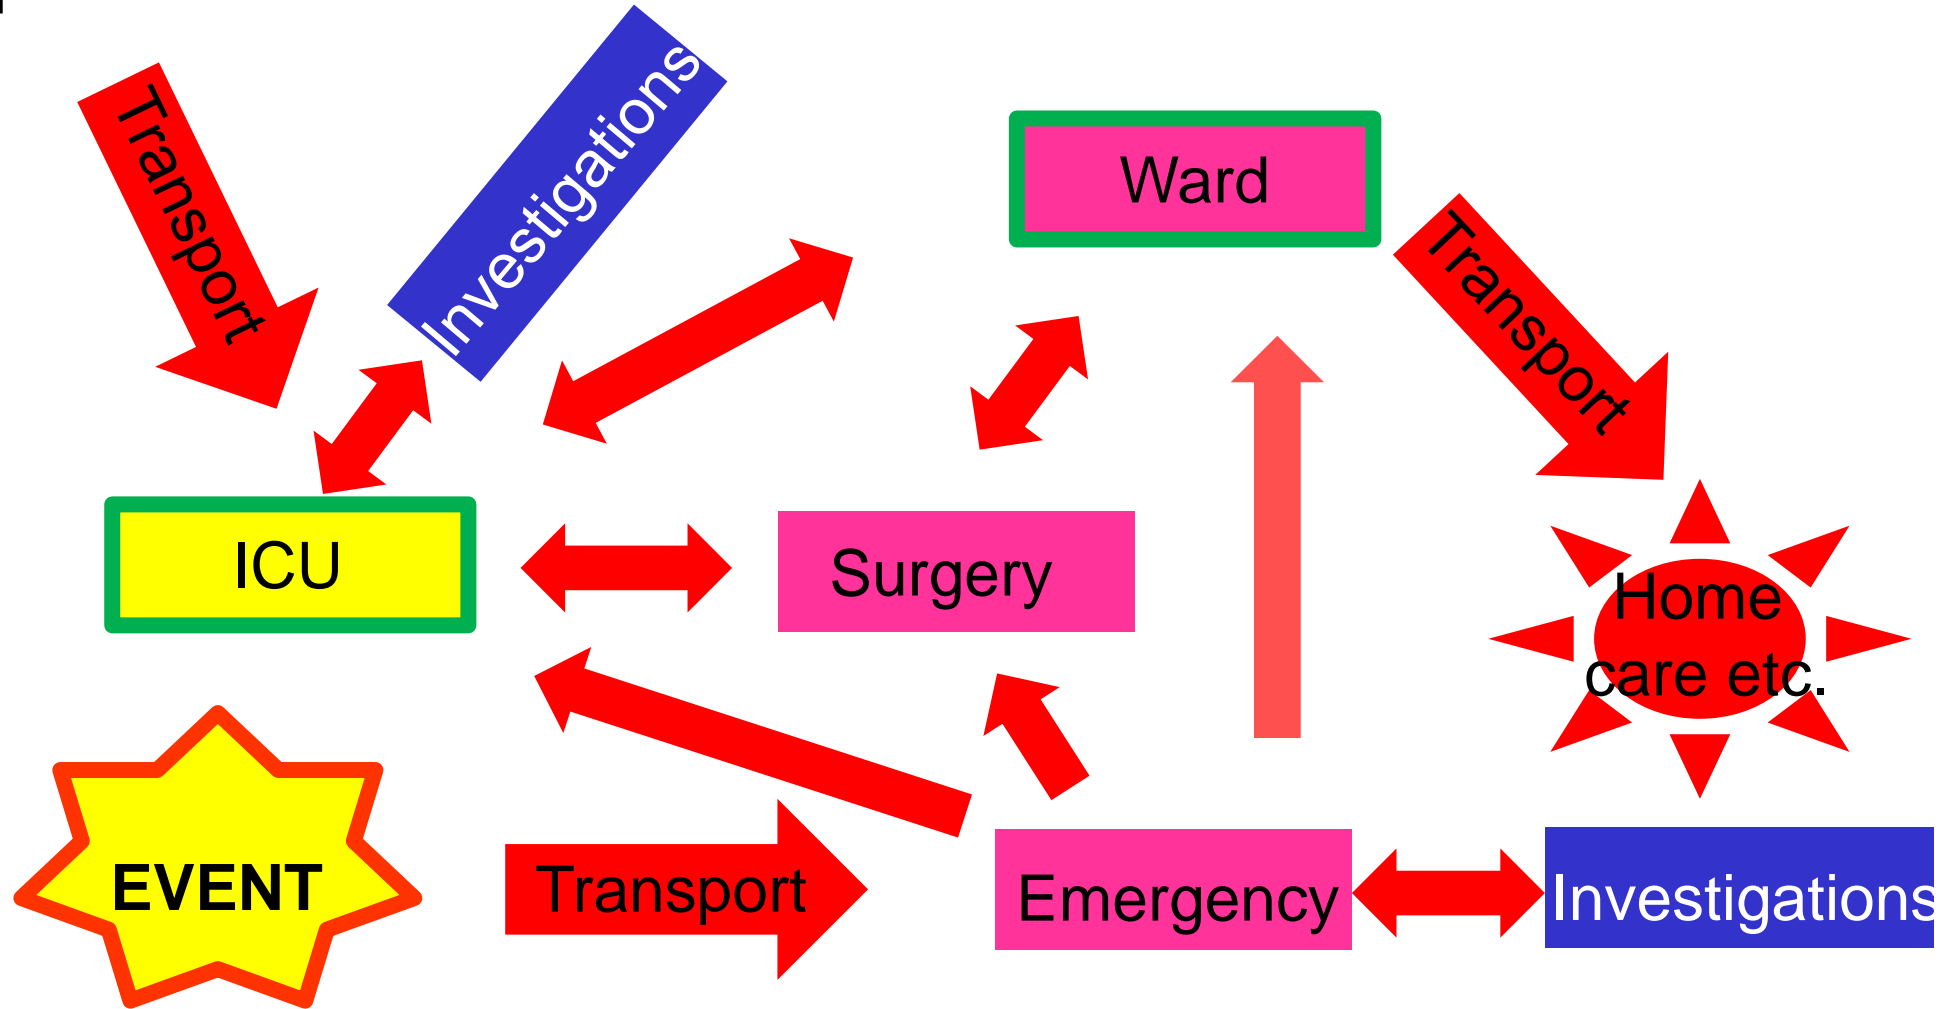 Transport
Investigations
Ward
Transport
ICU
Surgery
Home
care etc.
EVENT
Transport
Emergency
Investigations